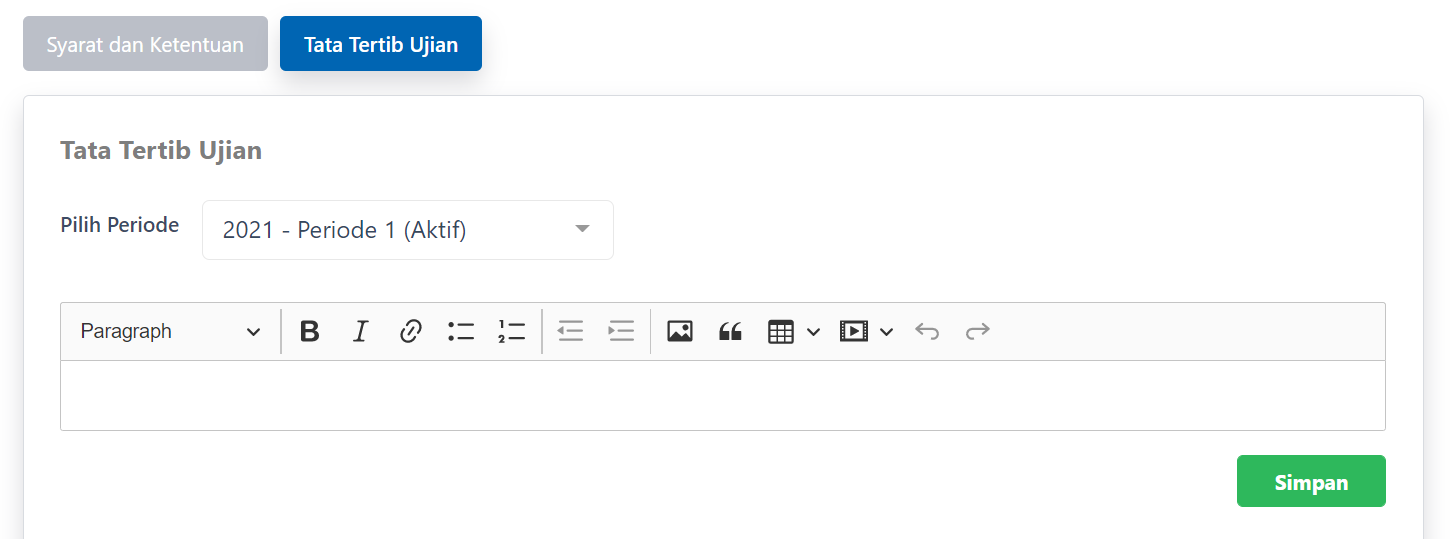 Syarat dan Ketentuan
Tata Tertib Ujian
Tata Tertib Ujian
Pilih Periode
2021 - Periode 1 (Aktif)
Paragraph
Simpan